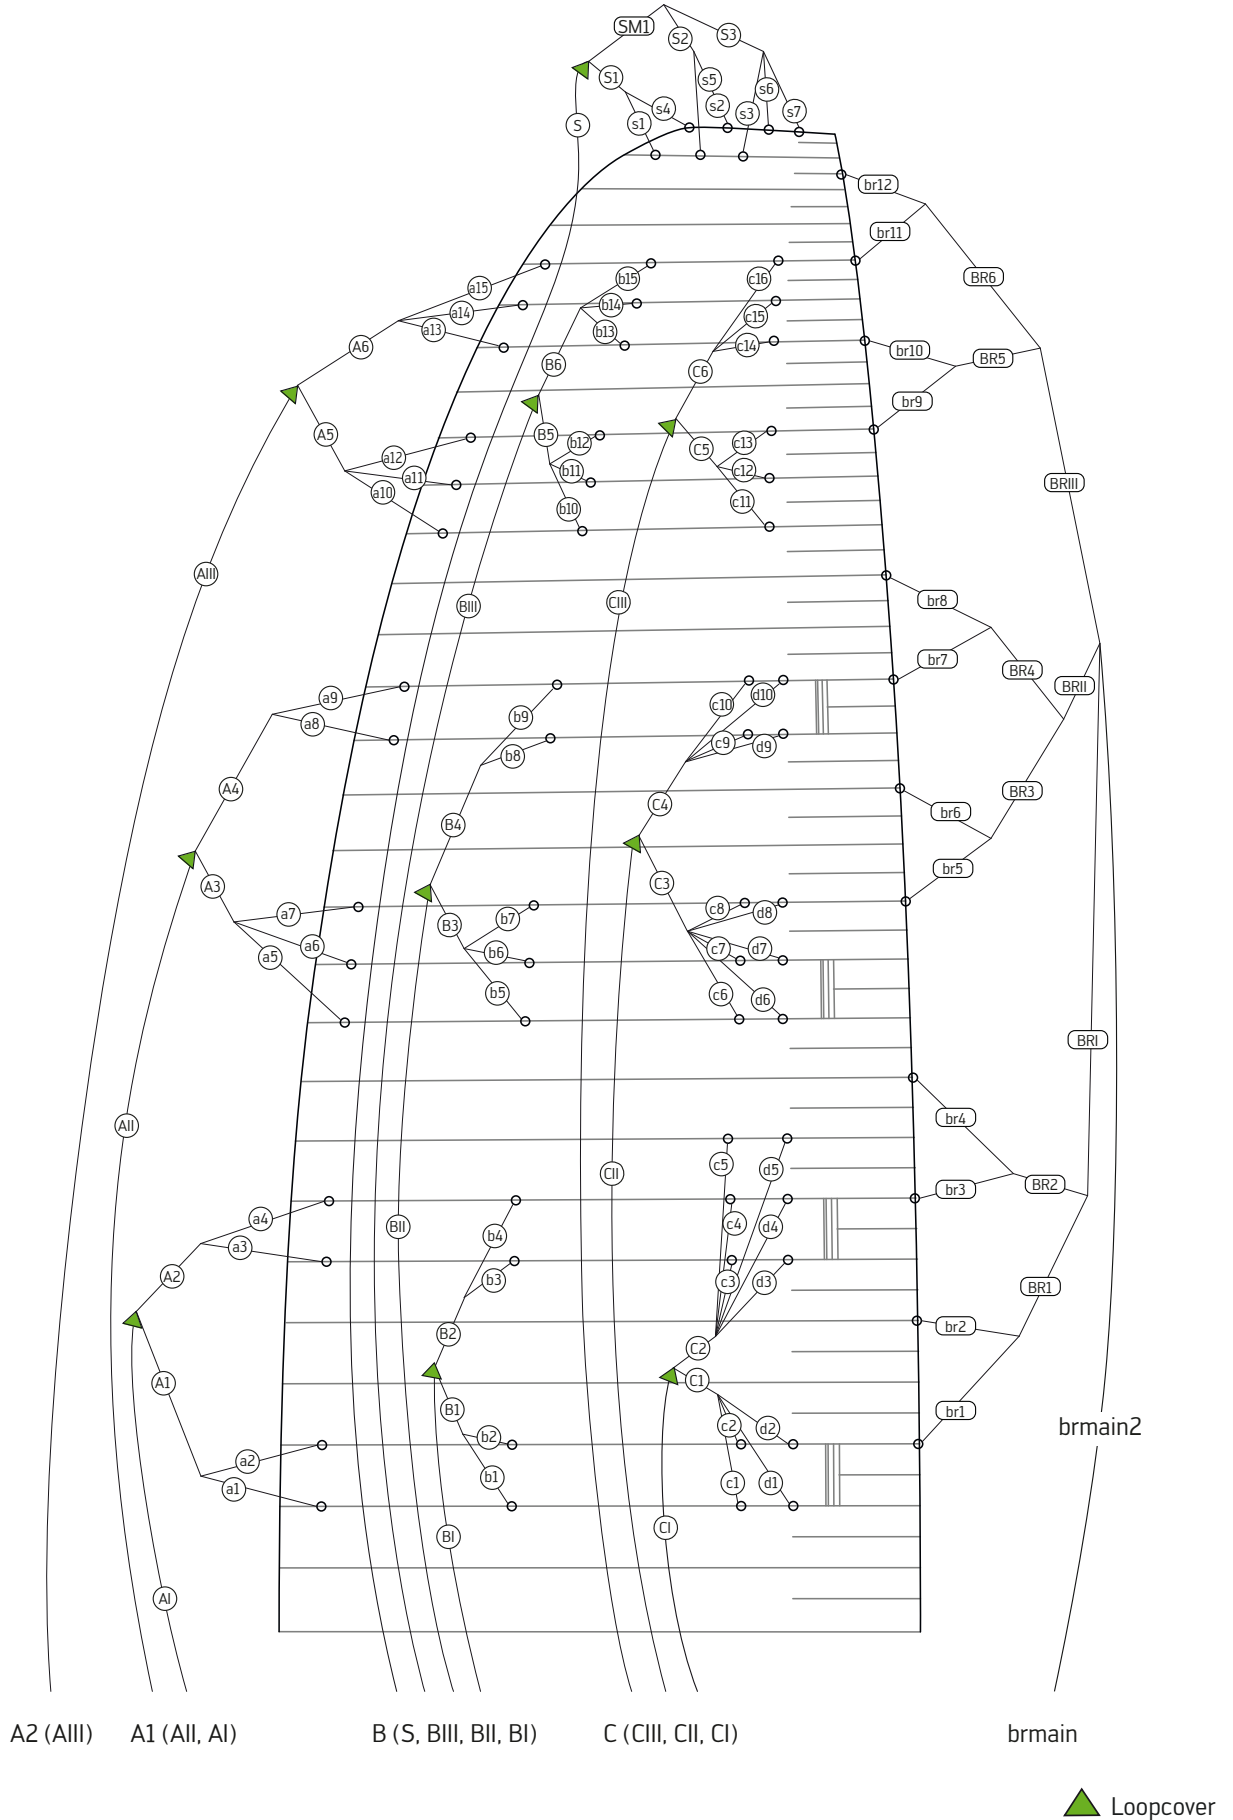 SM1
S2
S3
S1
s5
s6
s4
s2
s3
s7
S
s1
br12
br11
a15
b15
c16
BR6
a14
b14
c15
a13
b13
c14
A6
B6
C6
br10
BR5
br9
A5
B5
b12
c13
a12
C5
a11
b11
c12
a10
b10
c11
BRIII
AIII
BIII
CIII
br8
br7
BR4
BRII
a9
b9
c10
d10
a8
b8
c9
d9
A4
B4
C4
BR3
br6
A3
C3
br5
a7
b7
c8
d8
B3
a6
b6
c7
d7
a5
b5
c6
d6
BRI
AII
br4
CII
c5
d5
BR2
br3
a4
BII
b4
c4
d4
a3
A2
b3
c3
d3
BR1
B2
C2
br2
A1
C1
B1
c2
d2
br1
brmain2
b2
a2
b1
c1
d1
a1
BI
CI
AI
A2 (AIII)
A1 (AII, AI)
B (S, BIII, BII, BI)
C (CIII, CII, CI)
brmain
Loopcover